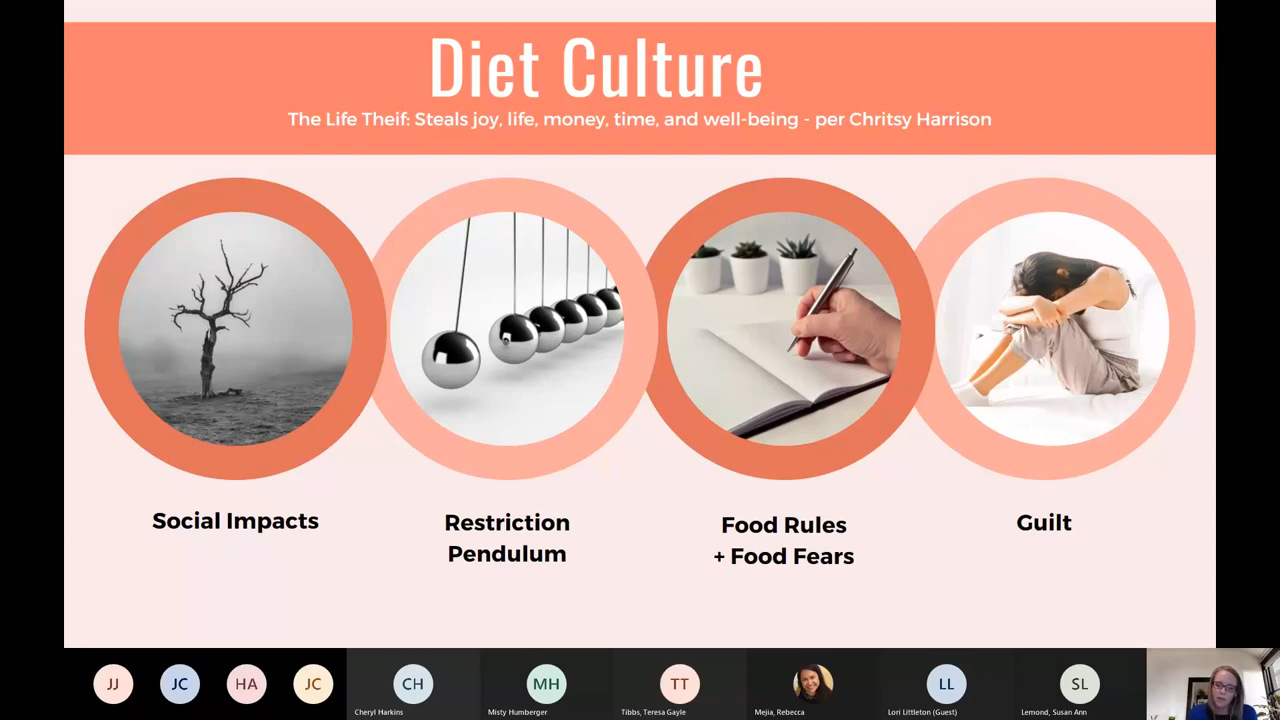 Diet Culture
The Life Theif: Steals joy, life, money, time, and well-being - per Chritsy Harrison
Social Impacts
Restriction
Pendulum
Food Rules
+ Food Fears
Guilt
JJ
JC
HA
JC
CH
MH
TT
LL
SL
Cheryl Harkins
Misty Humberger
Tibbs, Teresa Gayle
Mejia, Rebecca
Lori Littleton (Guest)
Lemond, Susan Ann